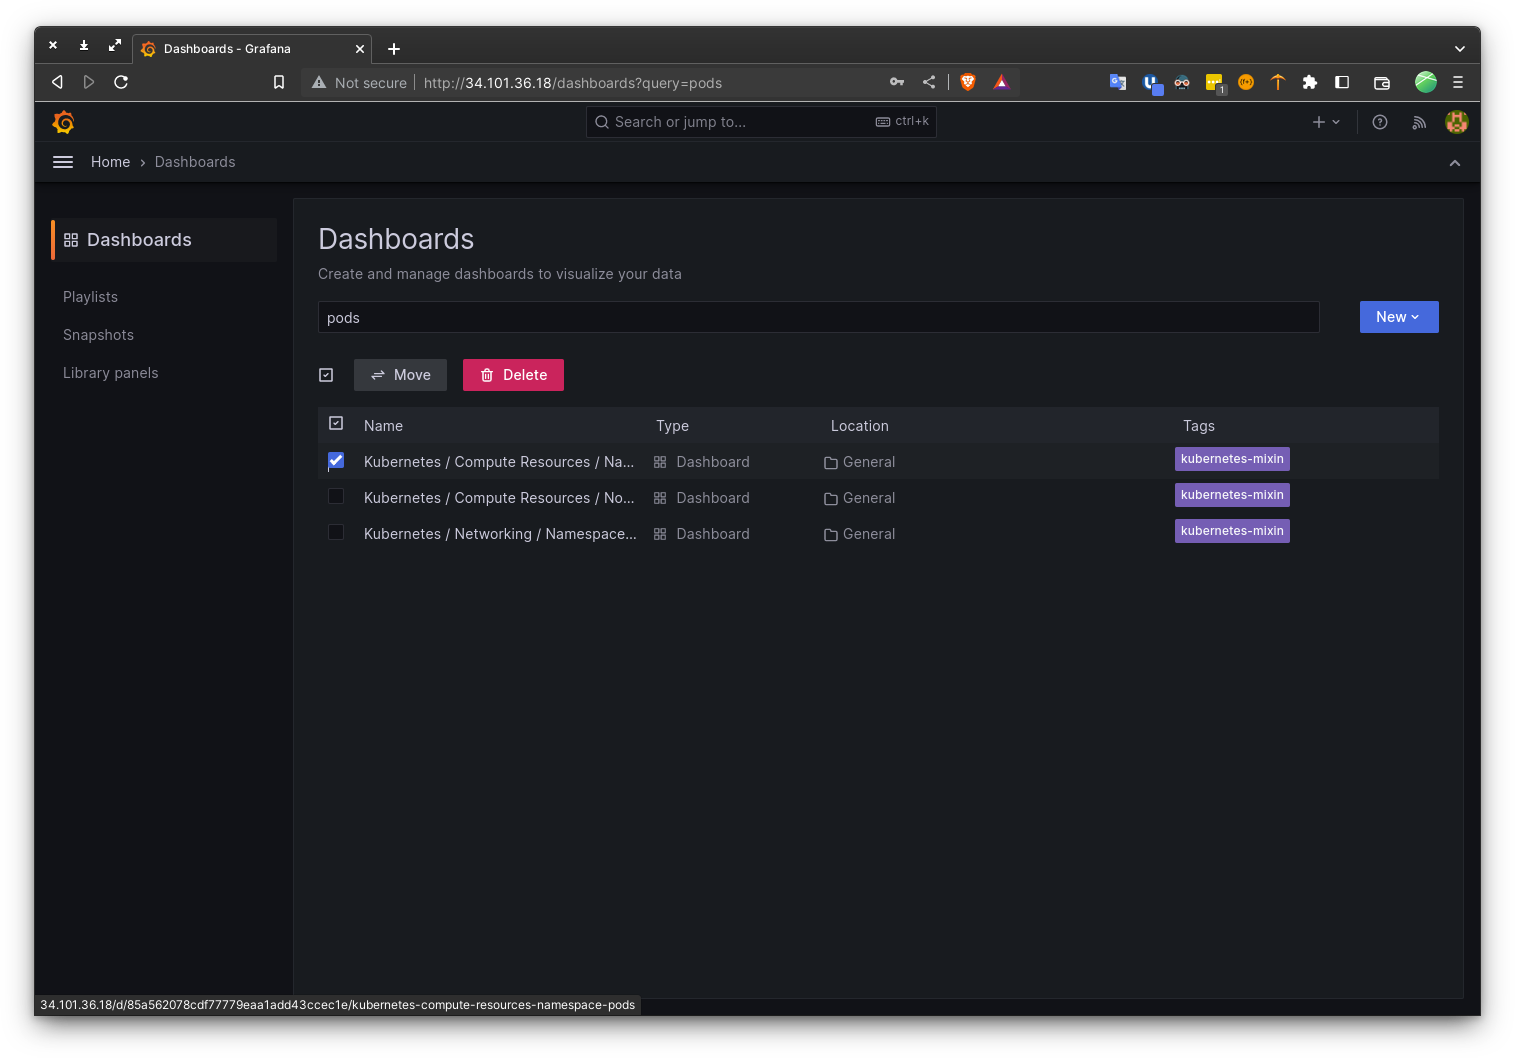 Dashboards - Grafana
Not secure
http://34.101.36.18/dashboards?query=pods
1
Search or jump to...
ctrl+k
Home
Dashboards
Dashboards
Playlists
Snapshots
Library panels
Dashboards
Create and manage dashboards to visualize your data
pods
New
Move
Delete
Name Type Location Tags
Kubernetes / Compute Resources / Na... Dashboard General kubernetes-mixin
Kubernetes / Compute Resources / No... Dashboard General kubernetes-mixin
Kubernetes / Networking / Namespace... Dashboard General kubernetes-mixin
34.101.36.18/d/85a562078cdf77779eaa1add43ccec1e/kubernetes-compute-resources-namespace-pods